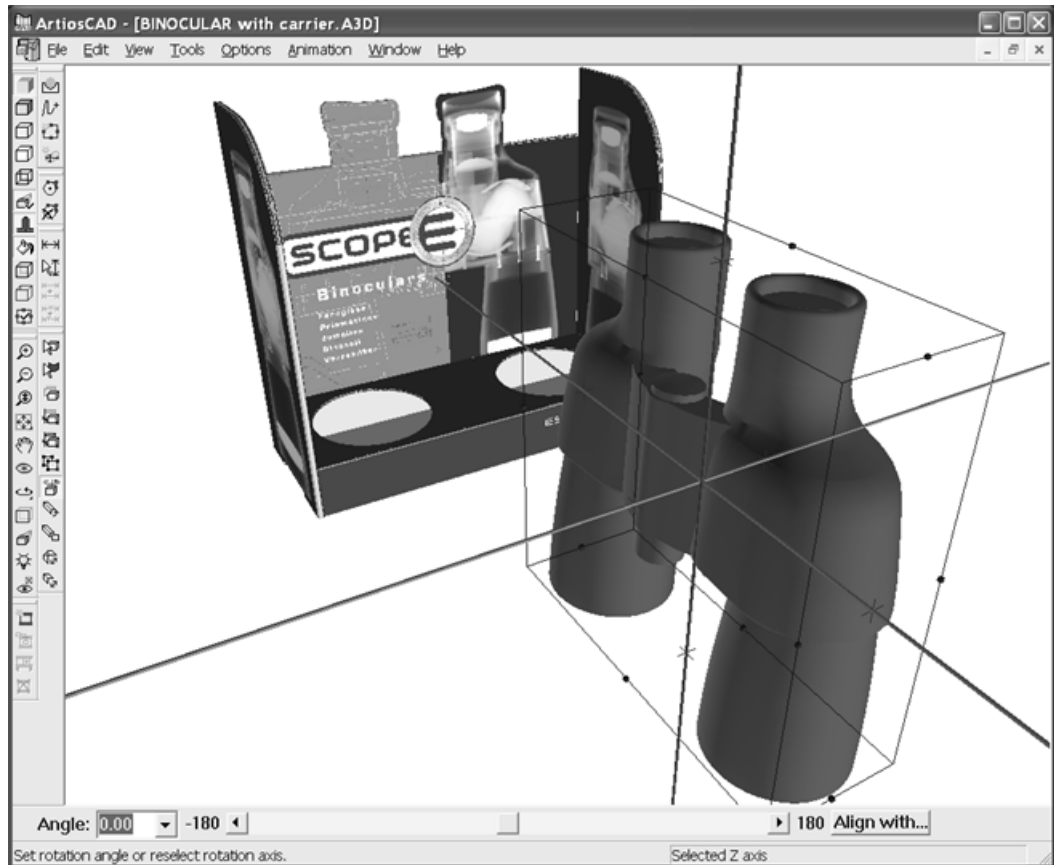 ArtiosCAD - [BINOCULAR with carrier.A3D]
File Edit View Tools Options Animation Window Help
SCOPE
Binoculars
Angle: 0.00 -180 180 Align with...
Set rotation angle or reselect rotation axis. Selected Z axis